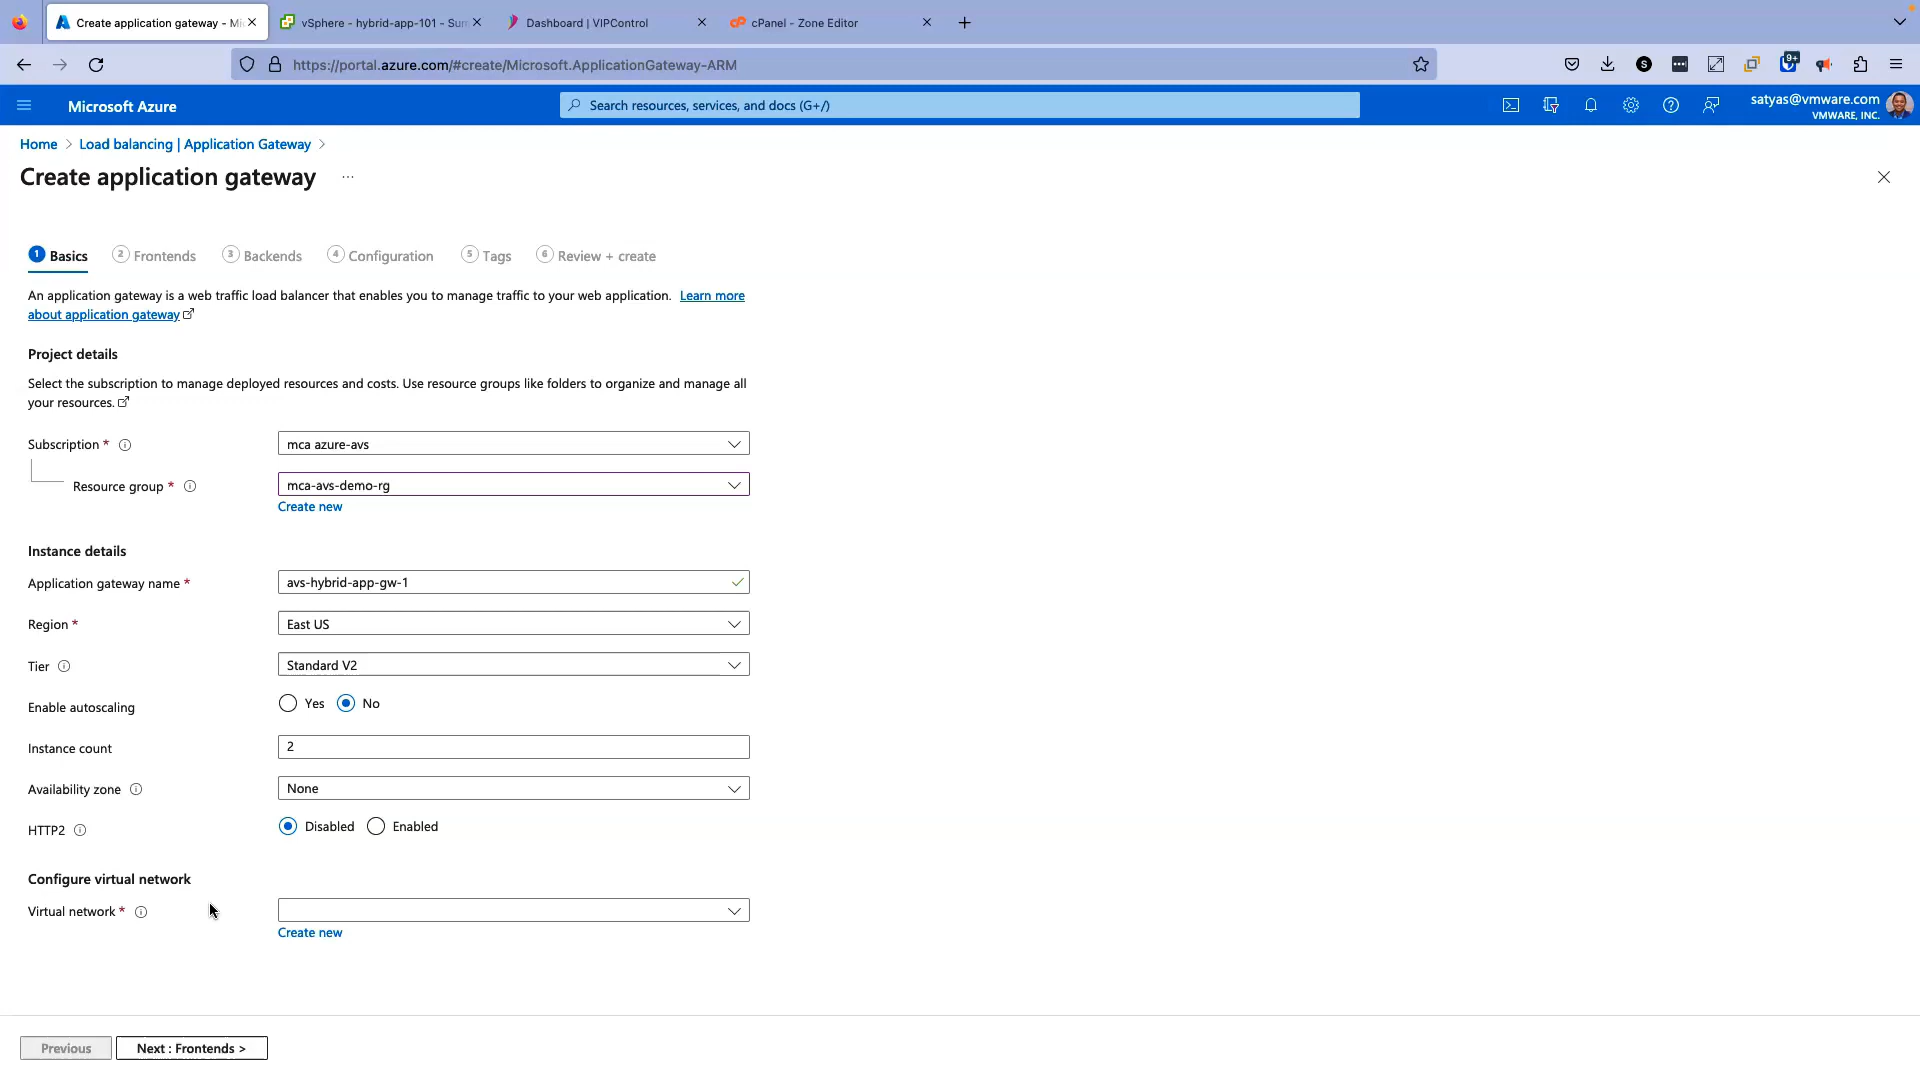 Create application gateway - Mi
vSphere - hybrid-app-101 - Sum
Dashboard | VIPControl
cPanel - Zone Editor
https://portal.azure.com/#create/Microsoft.ApplicationGateway-ARM
S
9+
Microsoft Azure
Search resources, services, and docs (G+/)
satyas@vmware.com
VMWARE, INC.
Home > Load balancing | Application Gateway >
Create application gateway ...
1 Basics
2 Frontends
3 Backends
4 Configuration
5 Tags
6 Review + create
An application gateway is a web traffic load balancer that enables you to manage traffic to your web application. Learn more
about application gateway
Project details
Select the subscription to manage deployed resources and costs. Use resource groups like folders to organize and manage all
your resources.
Subscription *
mca azure-avs
Resource group *
mca-avs-demo-rg
Create new
Instance details
Application gateway name *
avs-hybrid-app-gw-1
Region *
East US
Tier
Standard V2
Enable autoscaling
Yes No
Instance count
2
Availability zone
None
HTTP2
Disabled Enabled
Configure virtual network
Virtual network *
Create new
Previous
Next : Frontends >